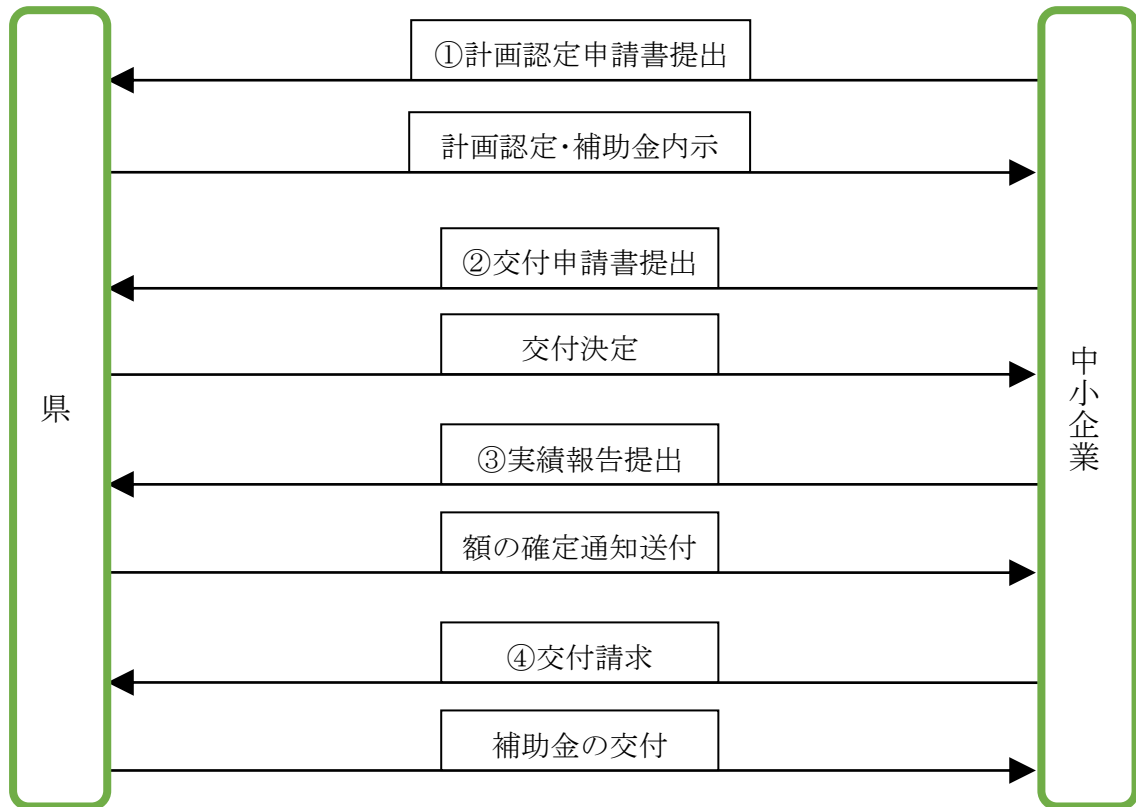 ①計画認定申請書提出
計画認定・補助金内示
②交付申請書提出
交付決定
県
中小企業
③実績報告提出
額の確定通知送付
④交付請求
補助金の交付